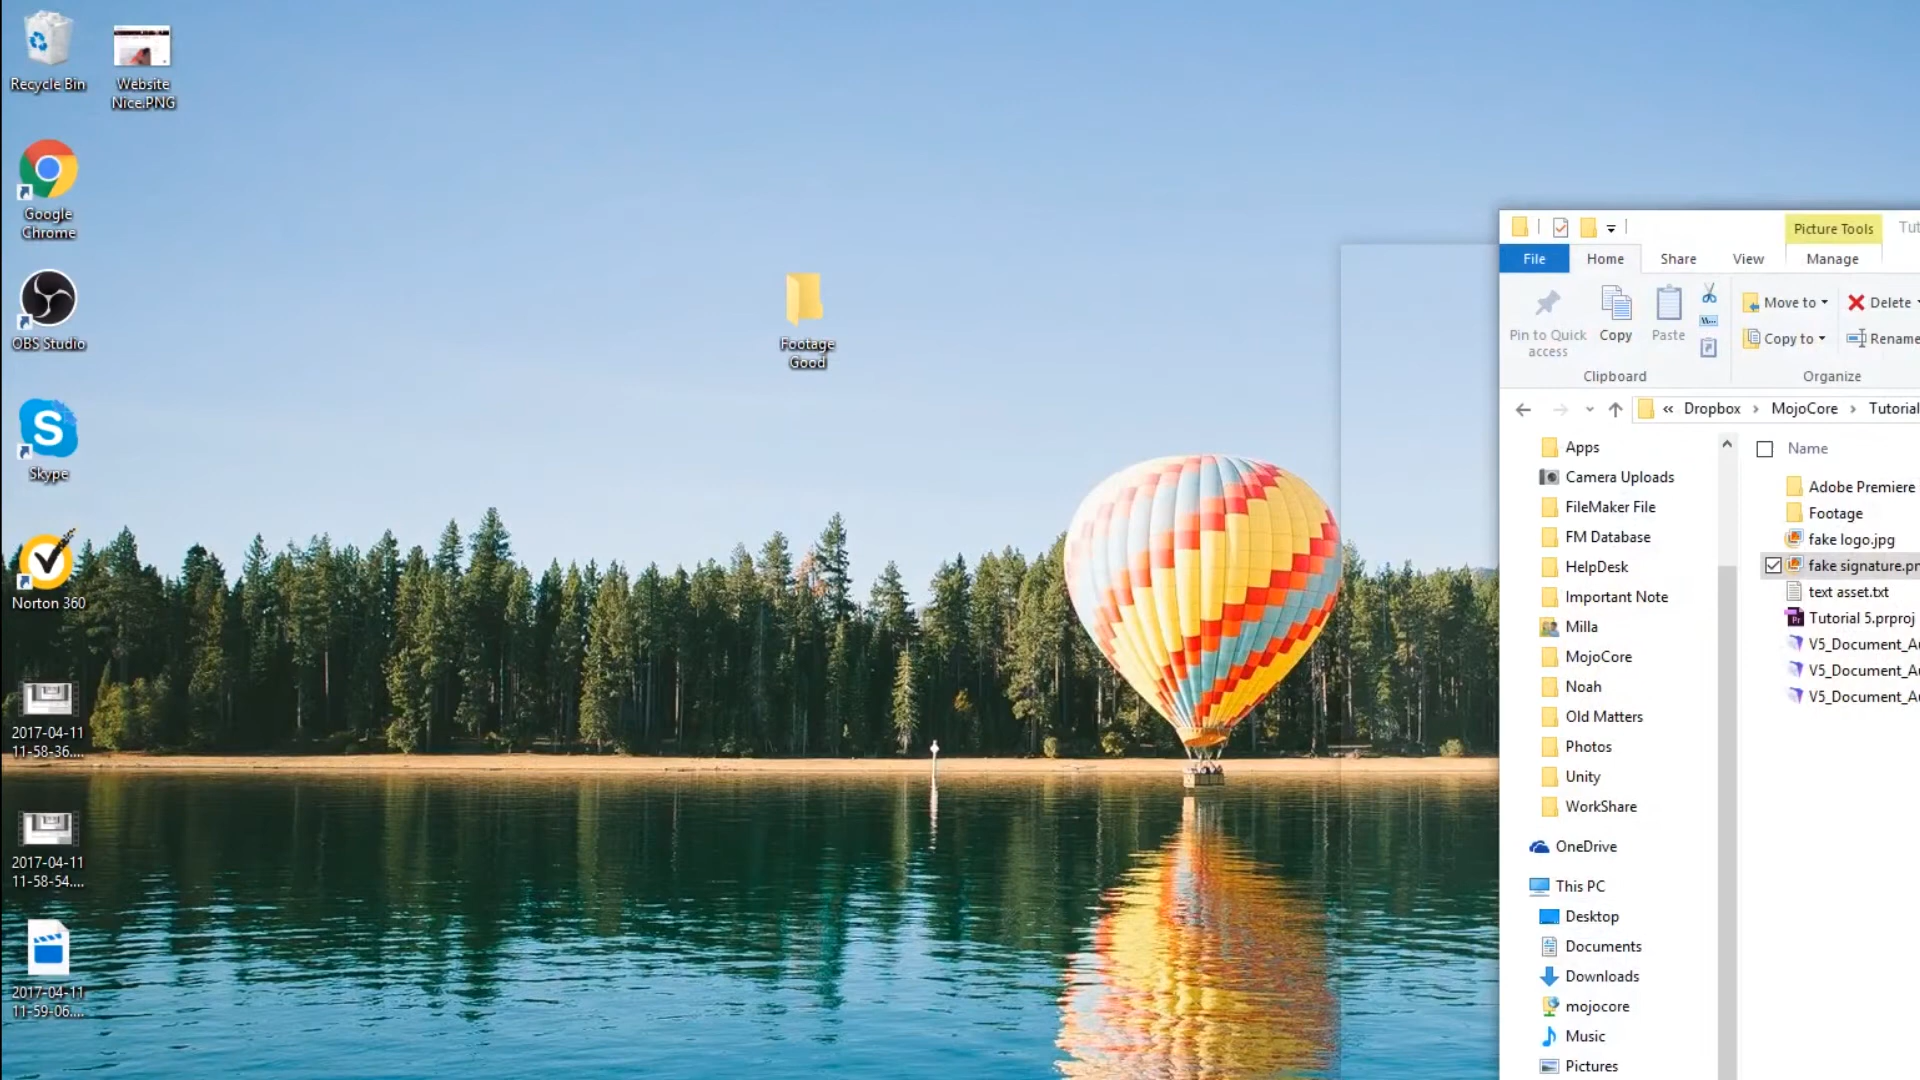 Recycle Bin
Website
Nice.PNG
Google
Chrome
OBS Studio
Skype
Norton 360
2017-04-11
11-58-36....
2017-04-11
11-58-54....
2017-04-11
11-59-06....
Footage
Good
Picture Tools
Tut
File
Home
Share
View
Manage
Pin to Quick
access
Copy
Paste
Move to
Copy to
Delete
Rename
Clipboard
Organize
« Dropbox > MojoCore > Tutorial
Apps
Camera Uploads
FileMaker File
FM Database
HelpDesk
Important Note
Milla
MojoCore
Noah
Old Matters
Photos
Unity
WorkShare
OneDrive
This PC
Desktop
Documents
Downloads
mojocore
Music
Pictures
Name
Adobe Premiere
Footage
fake logo.jpg
fake signature.pn
text asset.txt
Tutorial 5.prproj
V5_Document_Au
V5_Document_Au
V5_Document_Au